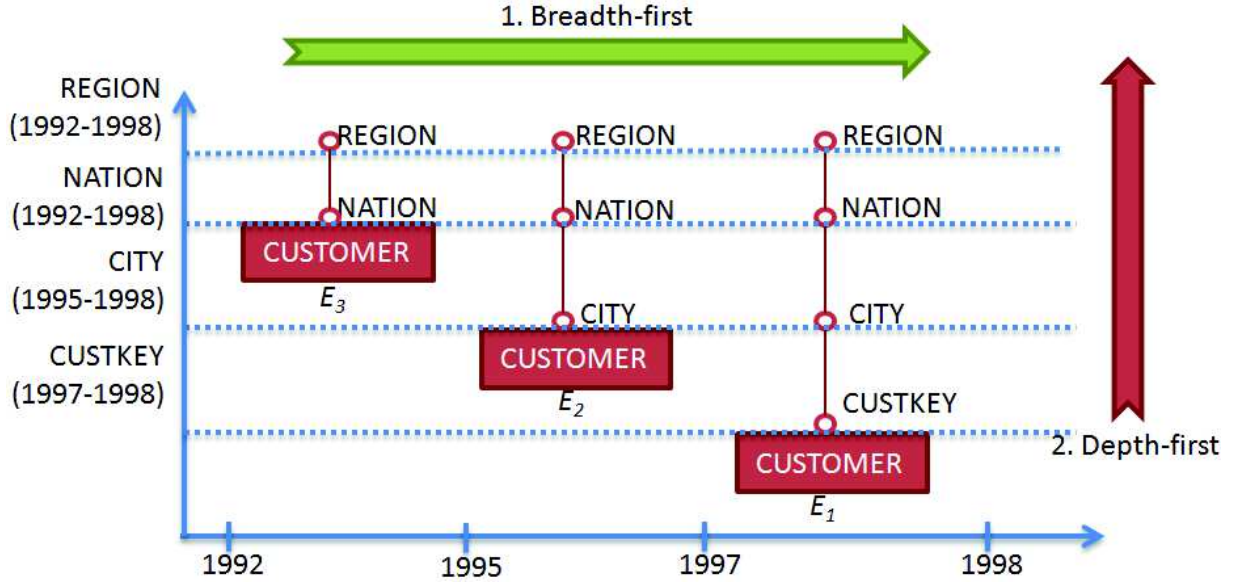 1. Breadth-first
REGION
(1992-1998)
REGION
REGION
REGION
NATION
(1992-1998)
NATION
NATION
NATION
CUSTOMER
E3
CITY
(1995-1998)
CITY
CITY
CUSTOMER
E2
CUSTKEY
(1997-1998)
CUSTKEY
2. Depth-first
CUSTOMER
E1
1992
1995
1997
1998